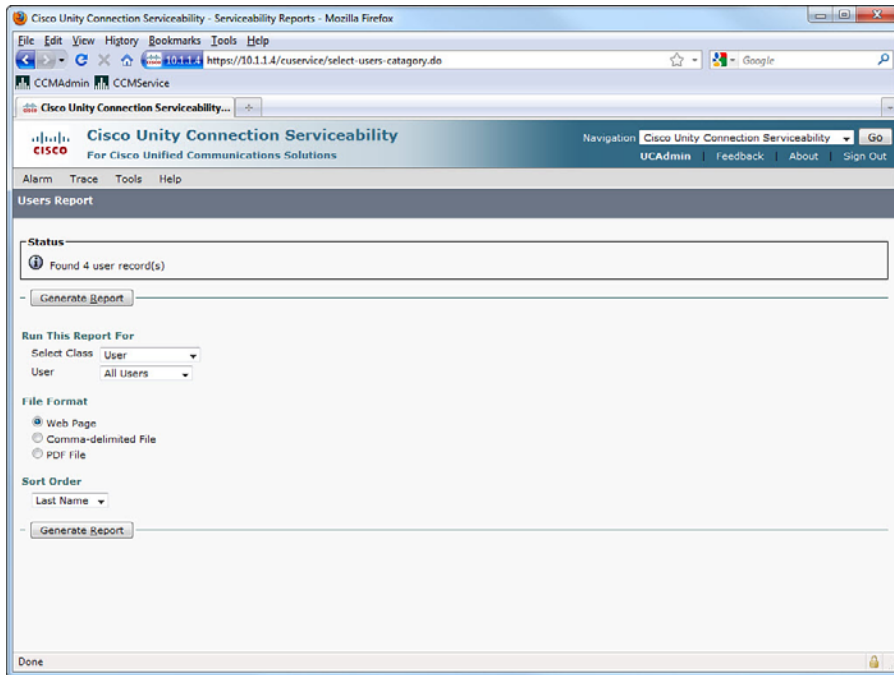 Cisco Unity Connection Serviceability - Serviceability Reports - Mozilla Firefox
File Edit View History Bookmarks Tools Help
10.1.1.4 https://10.1.1.4/cuservice/select-users-catagory.do
Google
CCMAdmin CCMService
Cisco Unity Connection Serviceability...
CISCO
Cisco Unity Connection Serviceability
For Cisco Unified Communications Solutions
Navigation Cisco Unity Connection Serviceability Go
UCAdmin | Feedback | About | Sign Out
Alarm Trace Tools Help
Users Report
Status
Found 4 user record(s)
Generate Report
Run This Report For
Select Class User
User All Users
File Format
Web Page
Comma-delimited File
PDF File
Sort Order
Last Name
Generate Report
Done